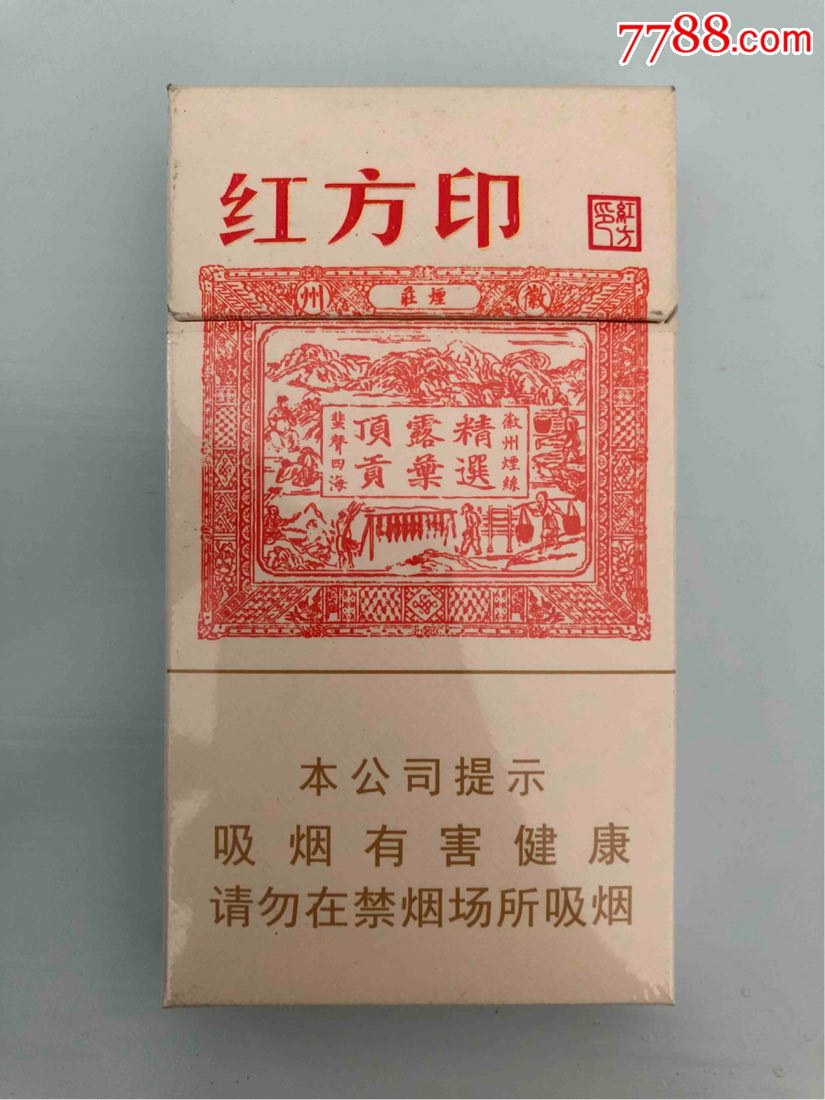 7788.com
红方印
紅方印
徽煙莊州
徽州煙絲
精選
露葉
頂貢
蜚聲四海
本公司提示
吸烟有害健康
请勿在禁烟场所吸烟